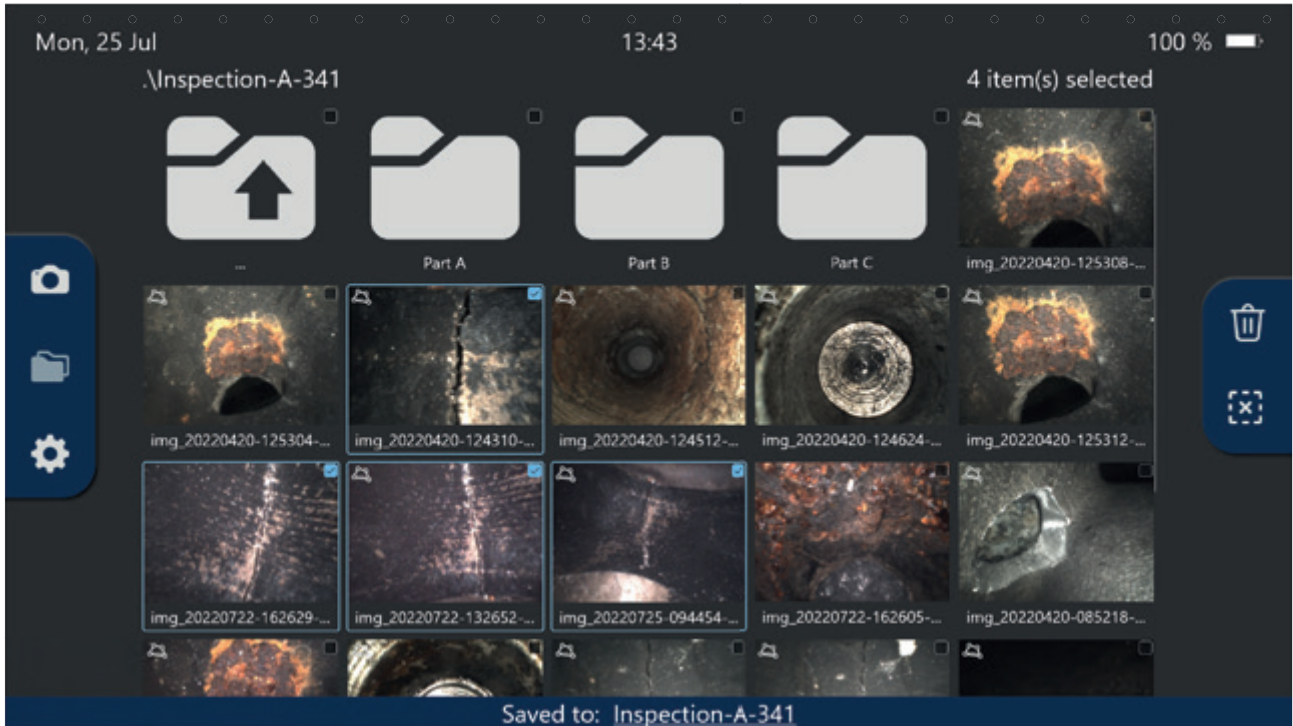 Mon, 25 Jul 13:43 100 %
.\Inspection-A-341 4 item(s) selected
... Part A Part B Part C img_20220420-125308-...
img_20220420-125304-... img_20220420-124310-... img_20220420-124512-... img_20220420-124624-... img_20220420-125312-...
img_20220722-162629-... img_20220722-132652-... img_20220725-094454-... img_20220722-162605-... img_20220420-085218-...
Saved to: Inspection-A-341